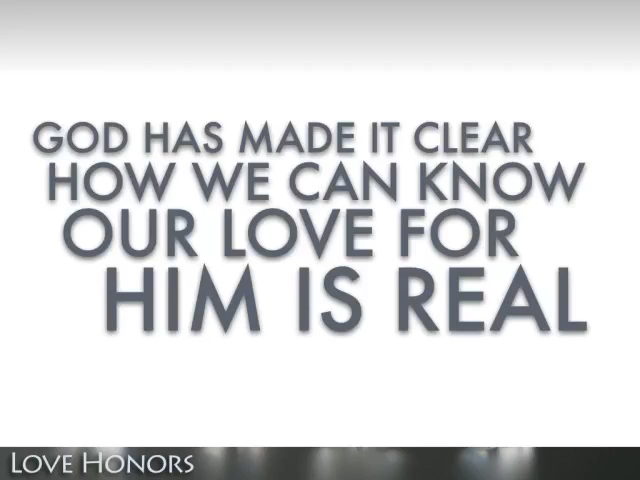 GOD HAS MADE IT CLEAR
HOW WE CAN KNOW
OUR LOVE FOR
HIM IS REAL
LOVE HONORS